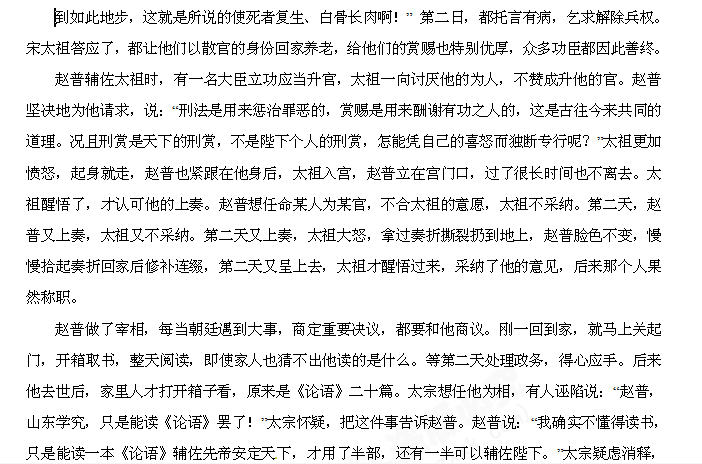 到如此地步，这就是所说的使死者复生、白骨长肉啊！” 第二日，都托言有病，乞求解除兵权。
宋太祖答应了，都让他们以散官的身份回家养老，给他们的赏赐也特别优厚，众多功臣都因此善终。
赵普辅佐太祖时，有一名大臣立功应当升官，太祖一向讨厌他的为人，不赞成升他的官。赵普
坚决地为他请求，说：“刑法是用来惩治罪恶的，赏赐是用来酬谢有功之人的，这是古往今来共同的
道理。况且刑赏是天下的刑赏，不是陛下个人的刑赏，怎能凭自己的喜怒而独断专行呢？”太祖更加
愤怒，起身就走，赵普也紧跟在他身后，太祖入宫，赵普立在宫门口，过了很长时间也不离去。太
祖醒悟了，才认可他的上奏。赵普想任命某人为某官，不合太祖的意愿，太祖不采纳。第二天，赵
普又上奏，太祖又不采纳。第二天又上奏，太祖大怒，拿过奏折撕裂扔到地上，赵普脸色不变，慢
慢拾起奏折回家后修补连缀，第二天又呈上去，太祖才醒悟过来，采纳了他的意见，后来那个人果
然称职。
赵普做了宰相，每当朝廷遇到大事，商定重要决议，都要和他商议。刚一回到家，就马上关起
门，开箱取书，整天阅读，即使家人也猜不出他读的是什么。等第二天处理政务，得心应手。后来
他去世后，家里人才打开箱子看，原来是《论语》二十篇。太宗想任他为相，有人诬陷说：“赵普，
山东学究，只是能读《论语》罢了！”太宗怀疑，把这件事告诉赵普。赵普说：“我确实不懂得读书，
只是能读一本《论语》辅佐先帝安定天下，才用了半部，还有一半可以辅佐陛下。”太宗疑虑消释，